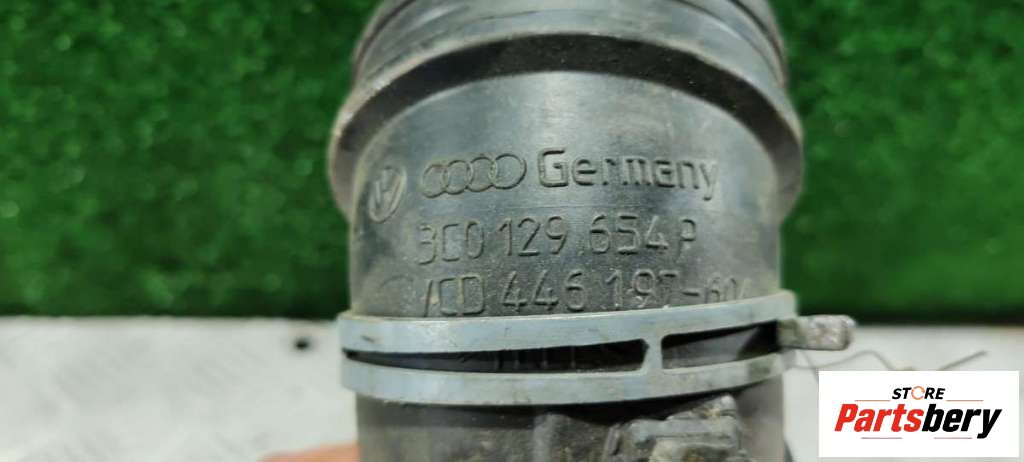 Germany
3C0 129 654 P
STORE
Partsbery